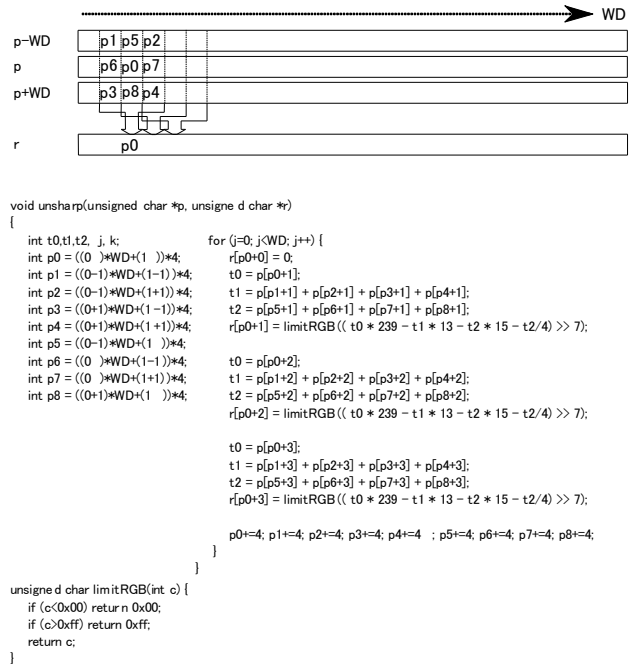 WD
p-WD p1 p5 p2
p p6 p0 p7
p+WD p3 p8 p4
r p0
void unsharp(unsigned char *p, unsigne d char *r)
{
int t0,t1,t2, j, k;
int p0 = ((0 )*WD+(1 ))*4;
int p1 = ((0-1)*WD+(1-1))*4;
int p2 = ((0-1)*WD+(1+1))*4;
int p3 = ((0+1)*WD+(1-1))*4;
int p4 = ((0+1)*WD+(1+1))*4;
int p5 = ((0-1)*WD+(1 ))*4;
int p6 = ((0 )*WD+(1-1))*4;
int p7 = ((0 )*WD+(1+1))*4;
int p8 = ((0+1)*WD+(1 ))*4;
for (j=0; j<WD; j++) {
r[p0+0] = 0;
t0 = p[p0+1];
t1 = p[p1+1] + p[p2+1] + p[p3+1] + p[p4+1];
t2 = p[p5+1] + p[p6+1] + p[p7+1] + p[p8+1];
r[p0+1] = limitRGB(( t0 * 239 - t1 * 13 - t2 * 15 - t2/4) >> 7);
t0 = p[p0+2];
t1 = p[p1+2] + p[p2+2] + p[p3+2] + p[p4+2];
t2 = p[p5+2] + p[p6+2] + p[p7+2] + p[p8+2];
r[p0+2] = limitRGB(( t0 * 239 - t1 * 13 - t2 * 15 - t2/4) >> 7);
t0 = p[p0+3];
t1 = p[p1+3] + p[p2+3] + p[p3+3] + p[p4+3];
t2 = p[p5+3] + p[p6+3] + p[p7+3] + p[p8+3];
r[p0+3] = limitRGB(( t0 * 239 - t1 * 13 - t2 * 15 - t2/4) >> 7);
p0+=4; p1+=4; p2+=4; p3+=4; p4+=4 ; p5+=4; p6+=4; p7+=4; p8+=4;
}
}
unsigne d char limitRGB(int c) {
if (c<0x00) retur n 0x00;
if (c>0xff) return 0xff;
return c;
}